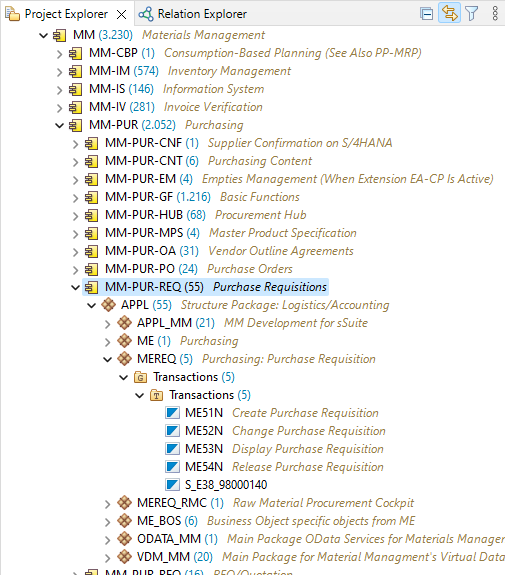 Project Explorer Relation Explorer
MM (3.230) Materials Management
MM-CBP (1) Consumption-Based Planning (See Also PP-MRP)
MM-IM (574) Inventory Management
MM-IS (146) Information System
MM-IV (281) Invoice Verification
MM-PUR (2.052) Purchasing
MM-PUR-CNF (1) Supplier Confirmation on S/4HANA
MM-PUR-CNT (6) Purchasing Content
MM-PUR-EM (4) Empties Management (When Extension EA-CP Is Active)
MM-PUR-GF (1.216) Basic Functions
MM-PUR-HUB (68) Procurement Hub
MM-PUR-MPS (4) Master Product Specification
MM-PUR-OA (31) Vendor Outline Agreements
MM-PUR-PO (24) Purchase Orders
MM-PUR-REQ (55) Purchase Requisitions
APPL (55) Structure Package: Logistics/Accounting
APPL_MM (21) MM Development for sSuite
ME (1) Purchasing
MEREQ (5) Purchasing: Purchase Requisition
Transactions (5)
Transactions (5)
ME51N Create Purchase Requisition
ME52N Change Purchase Requisition
ME53N Display Purchase Requisition
ME54N Release Purchase Requisition
S_E38_98000140
MEREQ_RMC (1) Raw Material Procurement Cockpit
ME_BOS (6) Business Object specific objects from ME
ODATA_MM (1) Main Package OData Services for Materials Manager
VDM_MM (20) Main Package for Material Managment's Virtual Data